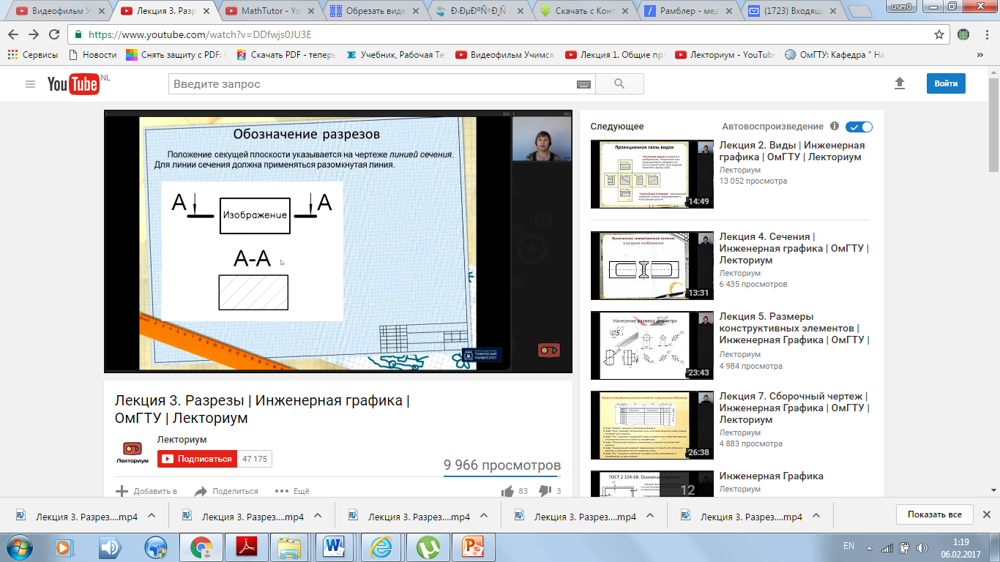 Видеофильм У
Лекция 3. Разре
MathTutor - Yo
Обрезать виде
Скачать с Конт
Рамблер - мед
(1723) Входящи
user0
https://www.youtube.com/watch?v=DDfwjs0JU3E
Сервисы
Новости
Снять защиту с PDF:
Скачать PDF - теперь
Учебник, Рабочая Те
Видеофильм Учимся
Лекция 1. Общие пра
Лекториум - YouTube
ОмГТУ: Кафедра " На
»
YouTube NL
Введите запрос
Войти
Обозначение разрезов
Положение секущей плоскости указывается на чертеже линией сечения.
Для линии сечения должна применяться разомкнутая линия.
А
А
Изображение
А-А
ТЕХНИЧЕСКИЙ
УНИВЕРСИТЕТ
Лекция 3. Разрезы | Инженерная графика |
ОмГТУ | Лекториум
Лекториум
Лекториум
Подписаться
47 175
9 966 просмотров
Добавить в
Поделиться
Ещё
83
3
Следующее
Автовоспроизведение
Проекционная связь видов
14:49
Лекция 2. Виды | Инженерная
графика | ОмГТУ | Лекториум
Лекториум
13 052 просмотра
Вынесенное симметричное сечение
в разрыве изображения
13:31
Лекция 4. Сечения |
Инженерная графика | ОмГТУ |
Лекториум
Лекториум
6 435 просмотров
Нанесение размера диаметра
Ø5
23:43
Лекция 5. Размеры
конструктивных элементов |
Инженерная Графика | ОмГТУ |
Лекториум
4 984 просмотра
26:38
Лекция 7. Сборочный чертеж |
Инженерная Графика | ОмГТУ |
Лекториум
Лекториум
4 883 просмотра
ГОСТ 2.104-68. Основная надпись
12
Инженерная Графика
Лекториум
Лекция 3. Разрез....mp4
Лекция 3. Разрез....mp4
Лекция 3. Разрез....mp4
Лекция 3. Разрез....mp4
Лекция 3. Разрез....mp4
Показать все
EN
1:19
06.02.2017